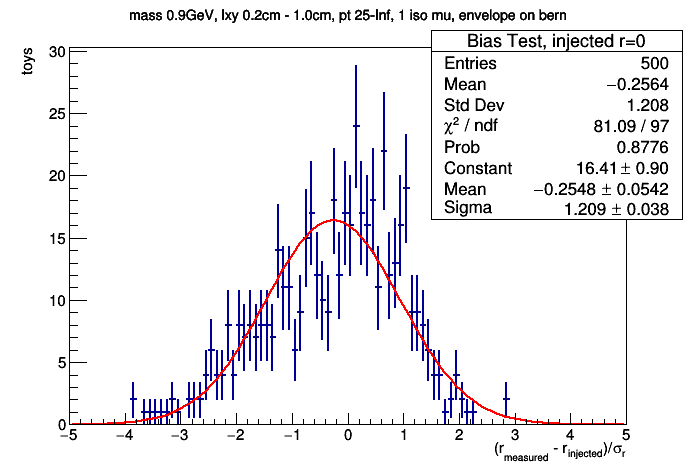 mass 0.9GeV, lxy 0.2cm - 1.0cm, pt 25-Inf, 1 iso mu, envelope on bern
Bias Test, injected r=0
Entries 500
Mean −0.2564
Std Dev 1.208
χ² / ndf 81.09 / 97
Prob 0.8776
Constant 16.41 ± 0.90
Mean −0.2548 ± 0.0542
Sigma 1.209 ± 0.038
toys
30
25
20
15
10
5
0
−5 −4 −3 −2 −1 0 1 2 3 4 5
(r_measured - r_injected)/σ_r